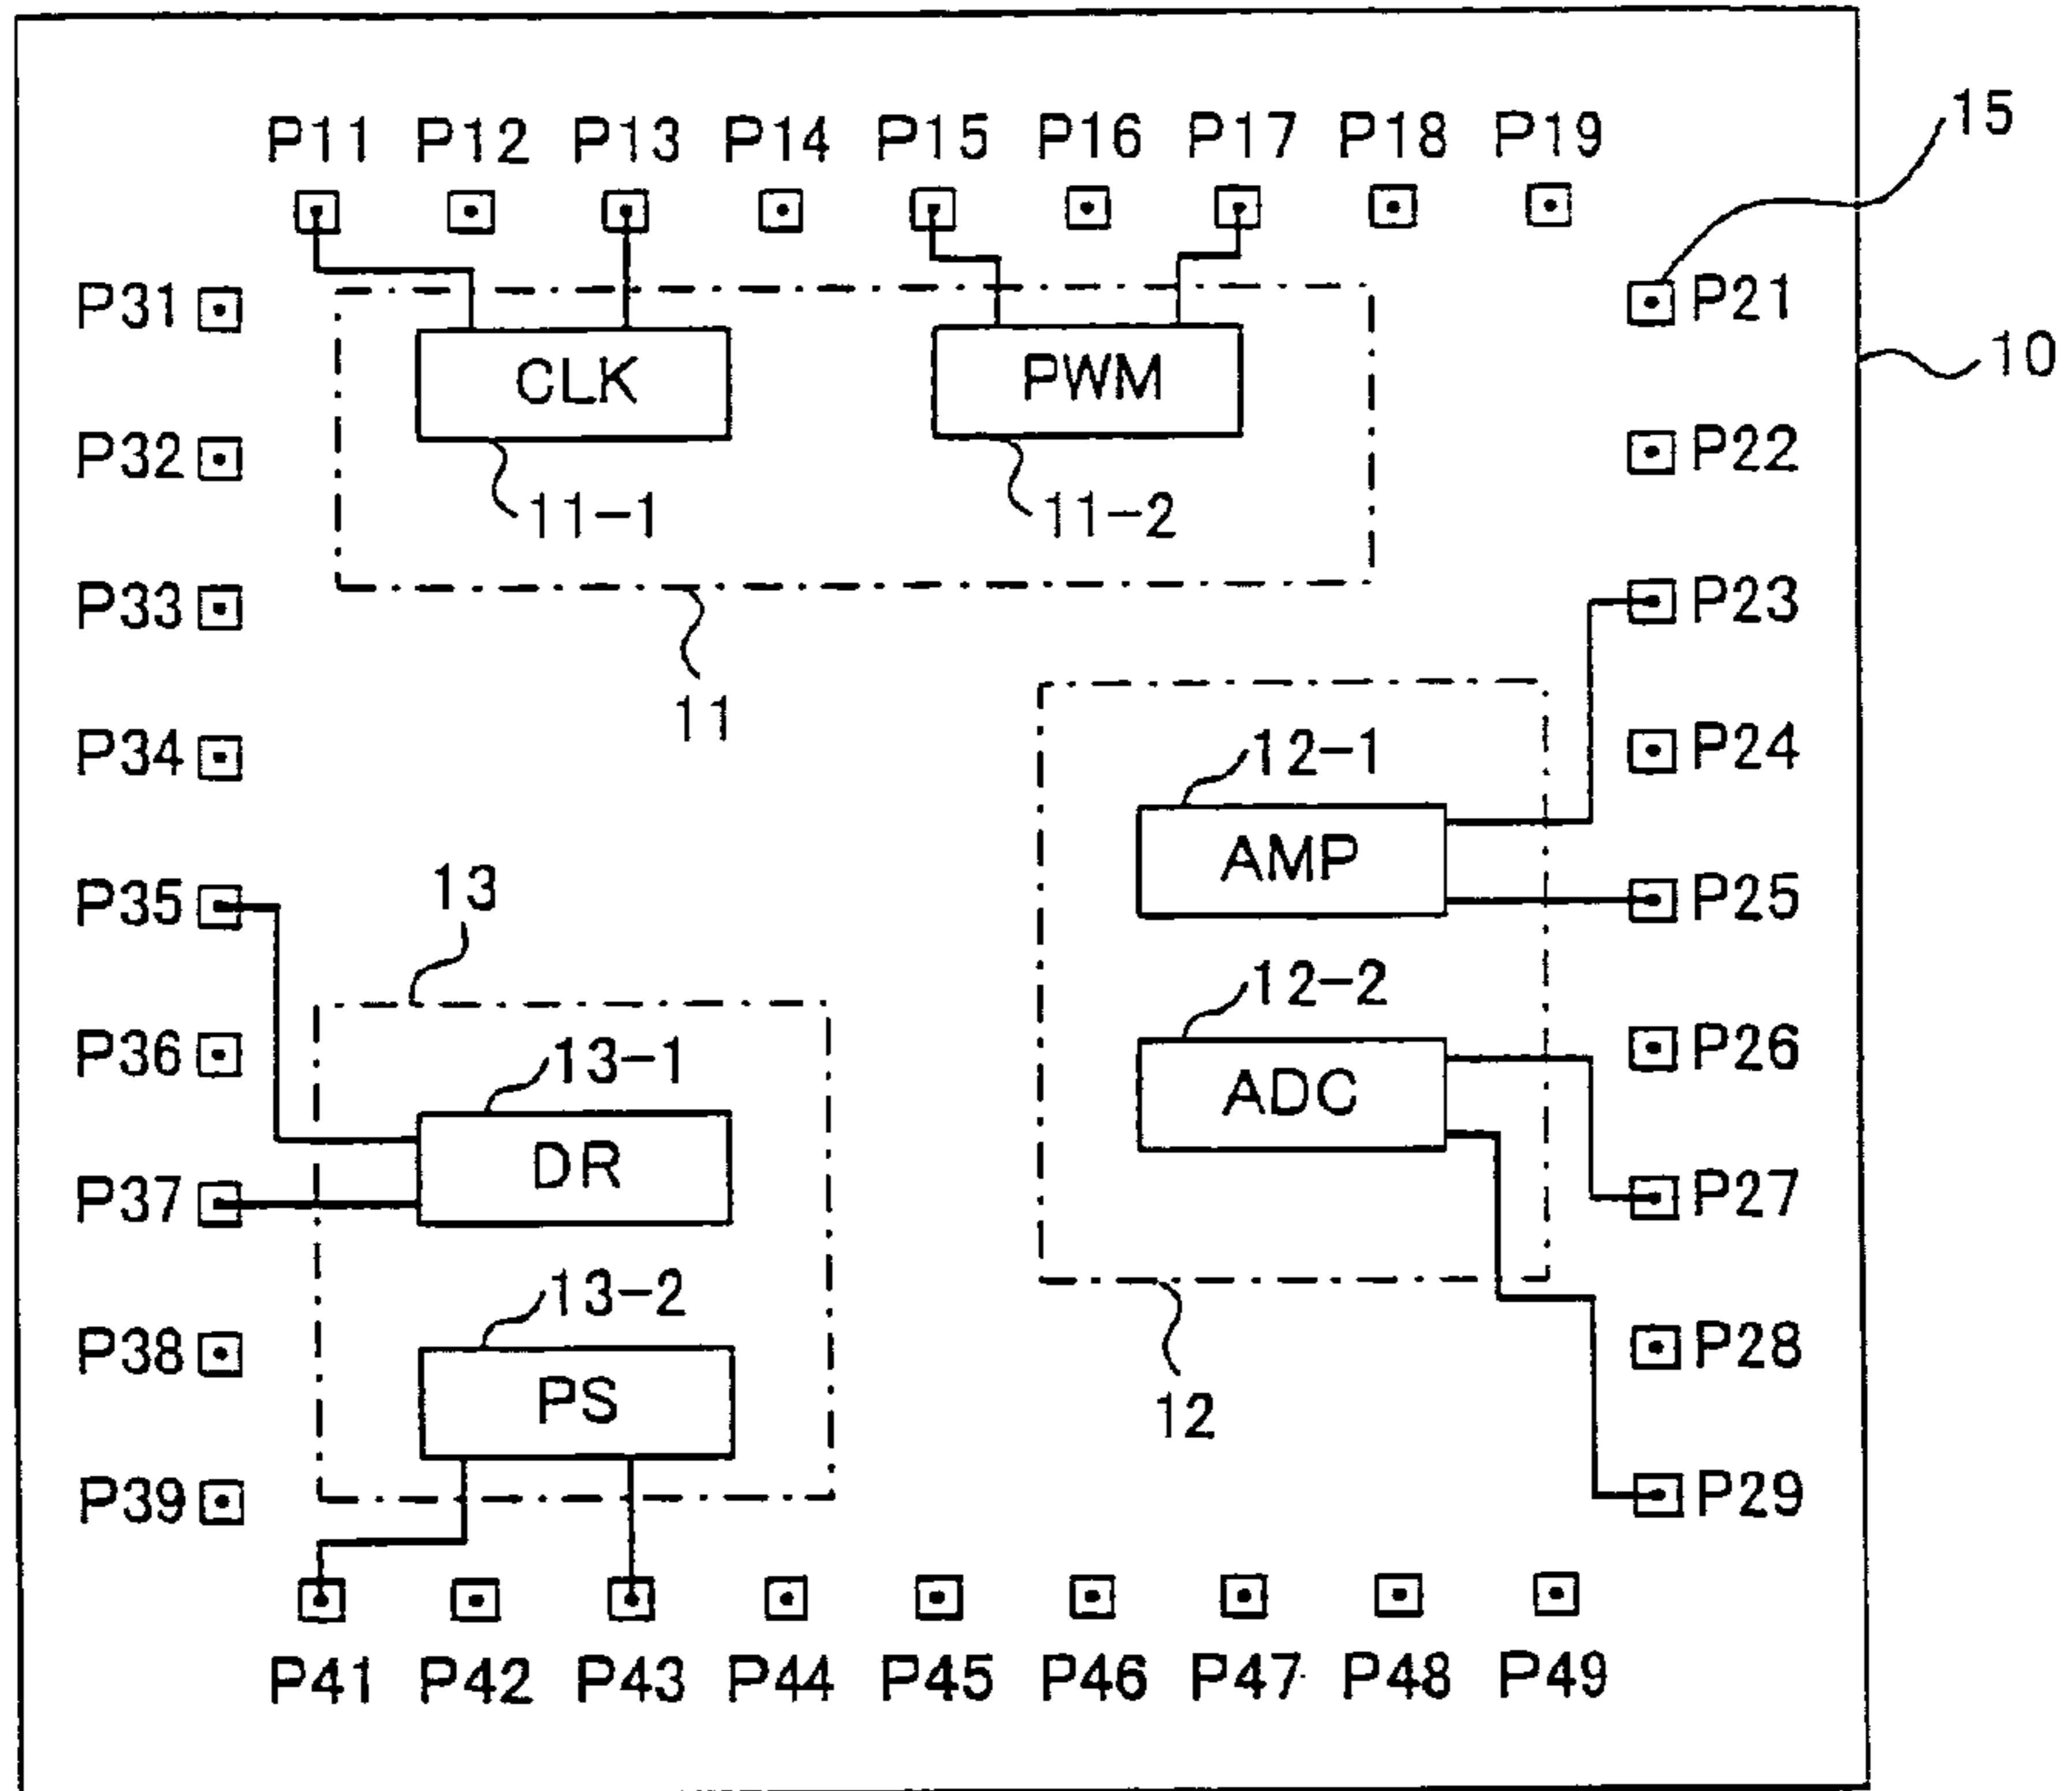 P11 P12 P13 P14 P15 P16 P17 P18 P19
15
P31
P21
10
CLK
PWM
P32
P22
11-1
11-2
P33
P23
11
P34
12-1
P24
AMP
P35
13
P25
12-2
P36
13-1
P26
ADC
DR
P37
P27
13-2
P38
P28
PS
12
P39
P29
P41 P42 P43 P44 P45 P46 P47 P48 P49